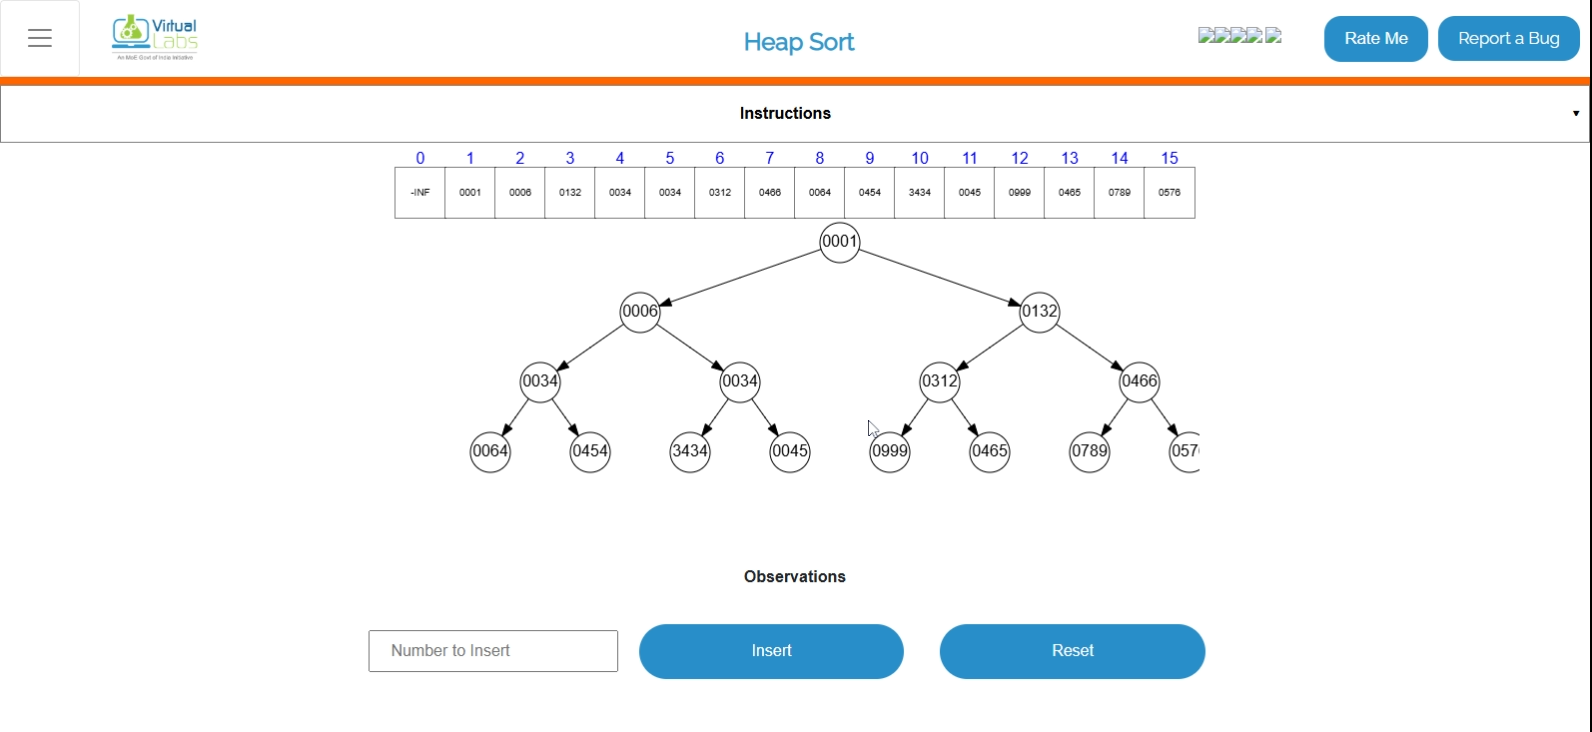 Virtual
Labs
An MoE Govt of India Initiative
Heap Sort
Rate Me
Report a Bug
Instructions
0 1 2 3 4 5 6 7 8 9 10 11 12 13 14 15
-INF 0001 0006 0132 0034 0034 0312 0466 0064 0454 3434 0045 0999 0465 0789 0576
0001
0006 0132
0034 0034 0312 0466
0064 0454 3434 0045 0999 0465 0789 057
Observations
Number to Insert
Insert
Reset